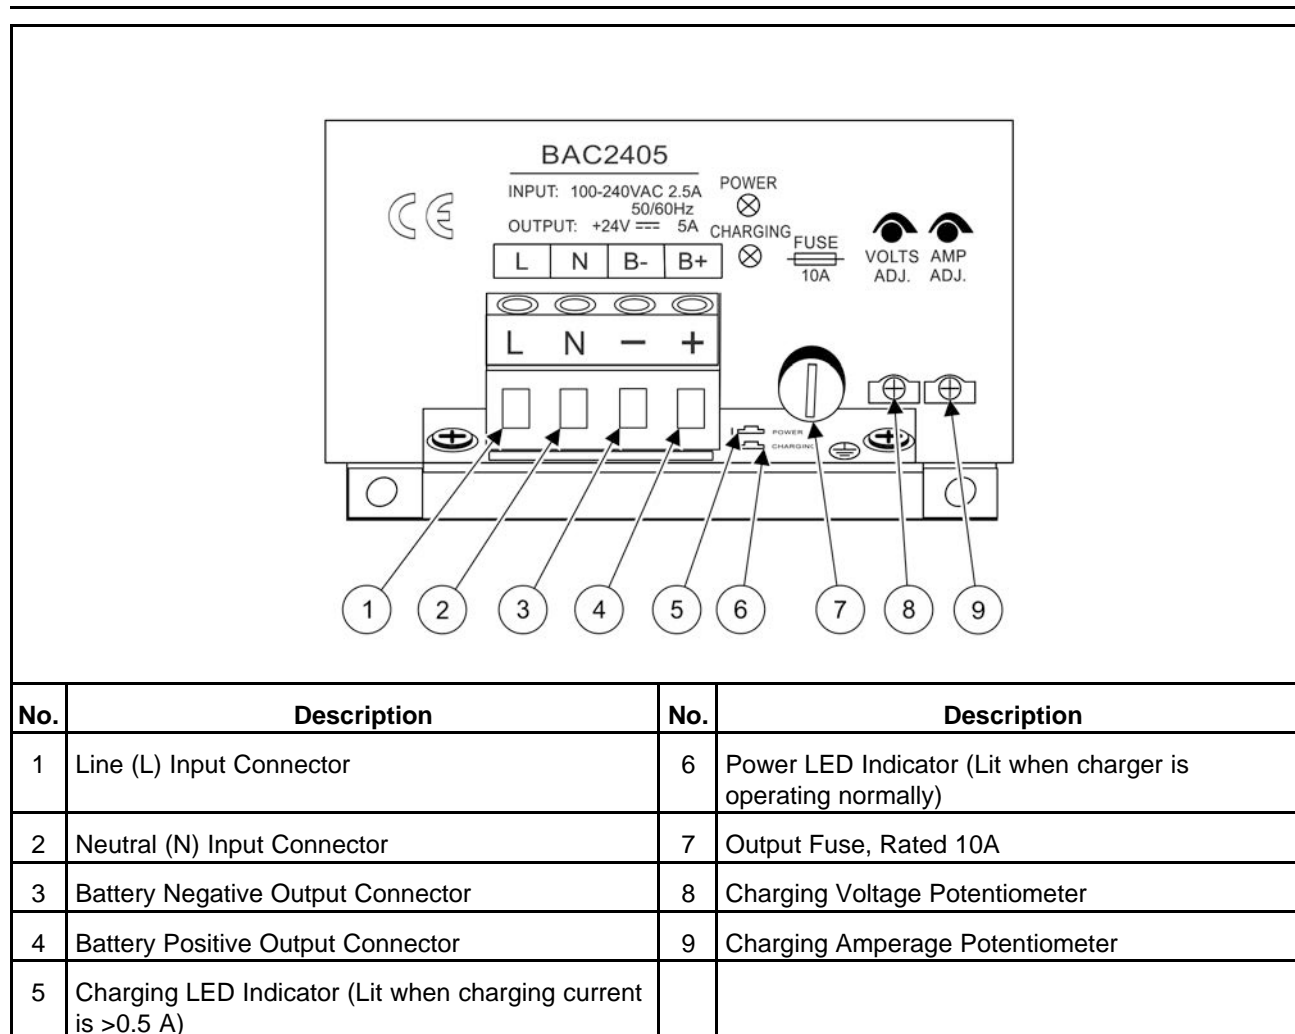 BAC2405
INPUT: 100-240VAC 2.5A
50/60Hz
OUTPUT: +24V 5A
POWER
CHARGING
FUSE
10A
VOLTS ADJ.
AMP ADJ.
CE
L N B- B+
L N − +
POWER
CHARGING
1 2 3 4 5 6 7 8 9
No. Description No. Description
1 Line (L) Input Connector 6 Power LED Indicator (Lit when charger is
operating normally)
2 Neutral (N) Input Connector 7 Output Fuse, Rated 10A
3 Battery Negative Output Connector 8 Charging Voltage Potentiometer
4 Battery Positive Output Connector 9 Charging Amperage Potentiometer
5 Charging LED Indicator (Lit when charging current
is >0.5 A)